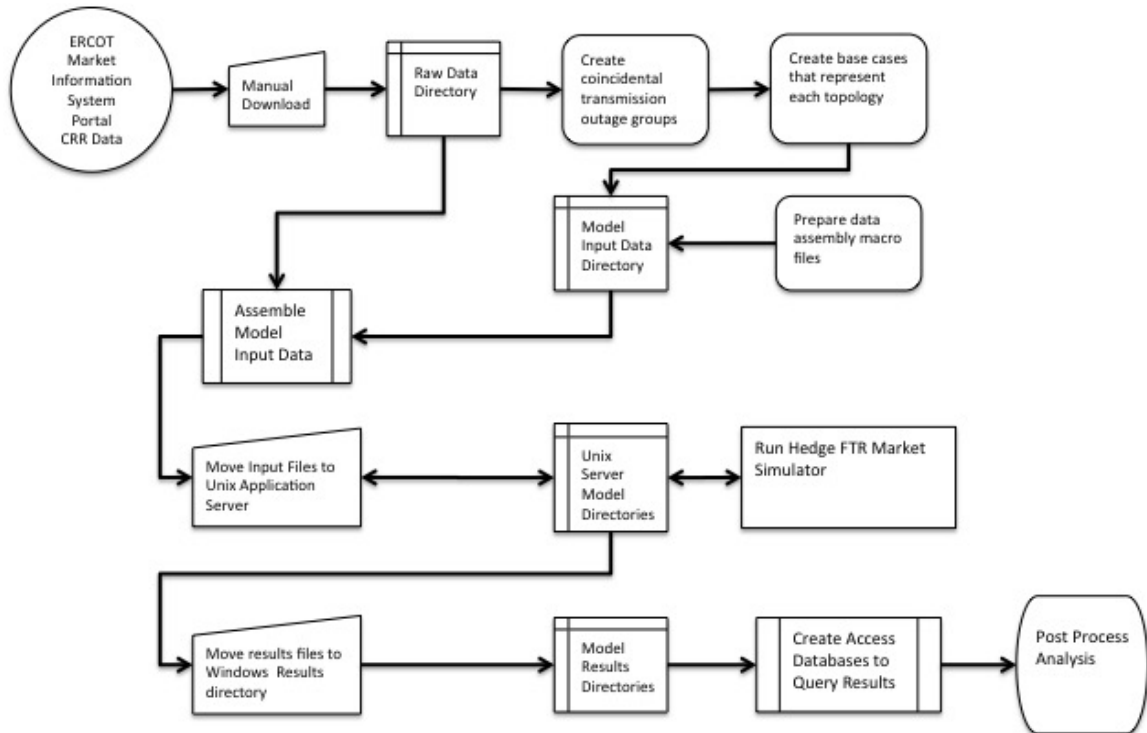 ERCOT
Market
Information
System
Portal
CRR Data
Manual
Download
Raw Data
Directory
Create
coincidental
transmission
outage groups
Create base cases
that represent
each topology
Model
Input Data
Directory
Prepare data
assembly macro
files
Assemble
Model
Input Data
Move Input Files to
Unix Application
Server
Unix
Server
Model
Directories
Run Hedge FTR Market
Simulator
Move results files to
Windows Results
directory
Model
Results
Directories
Create Access
Databases to
Query Results
Post Process
Analysis